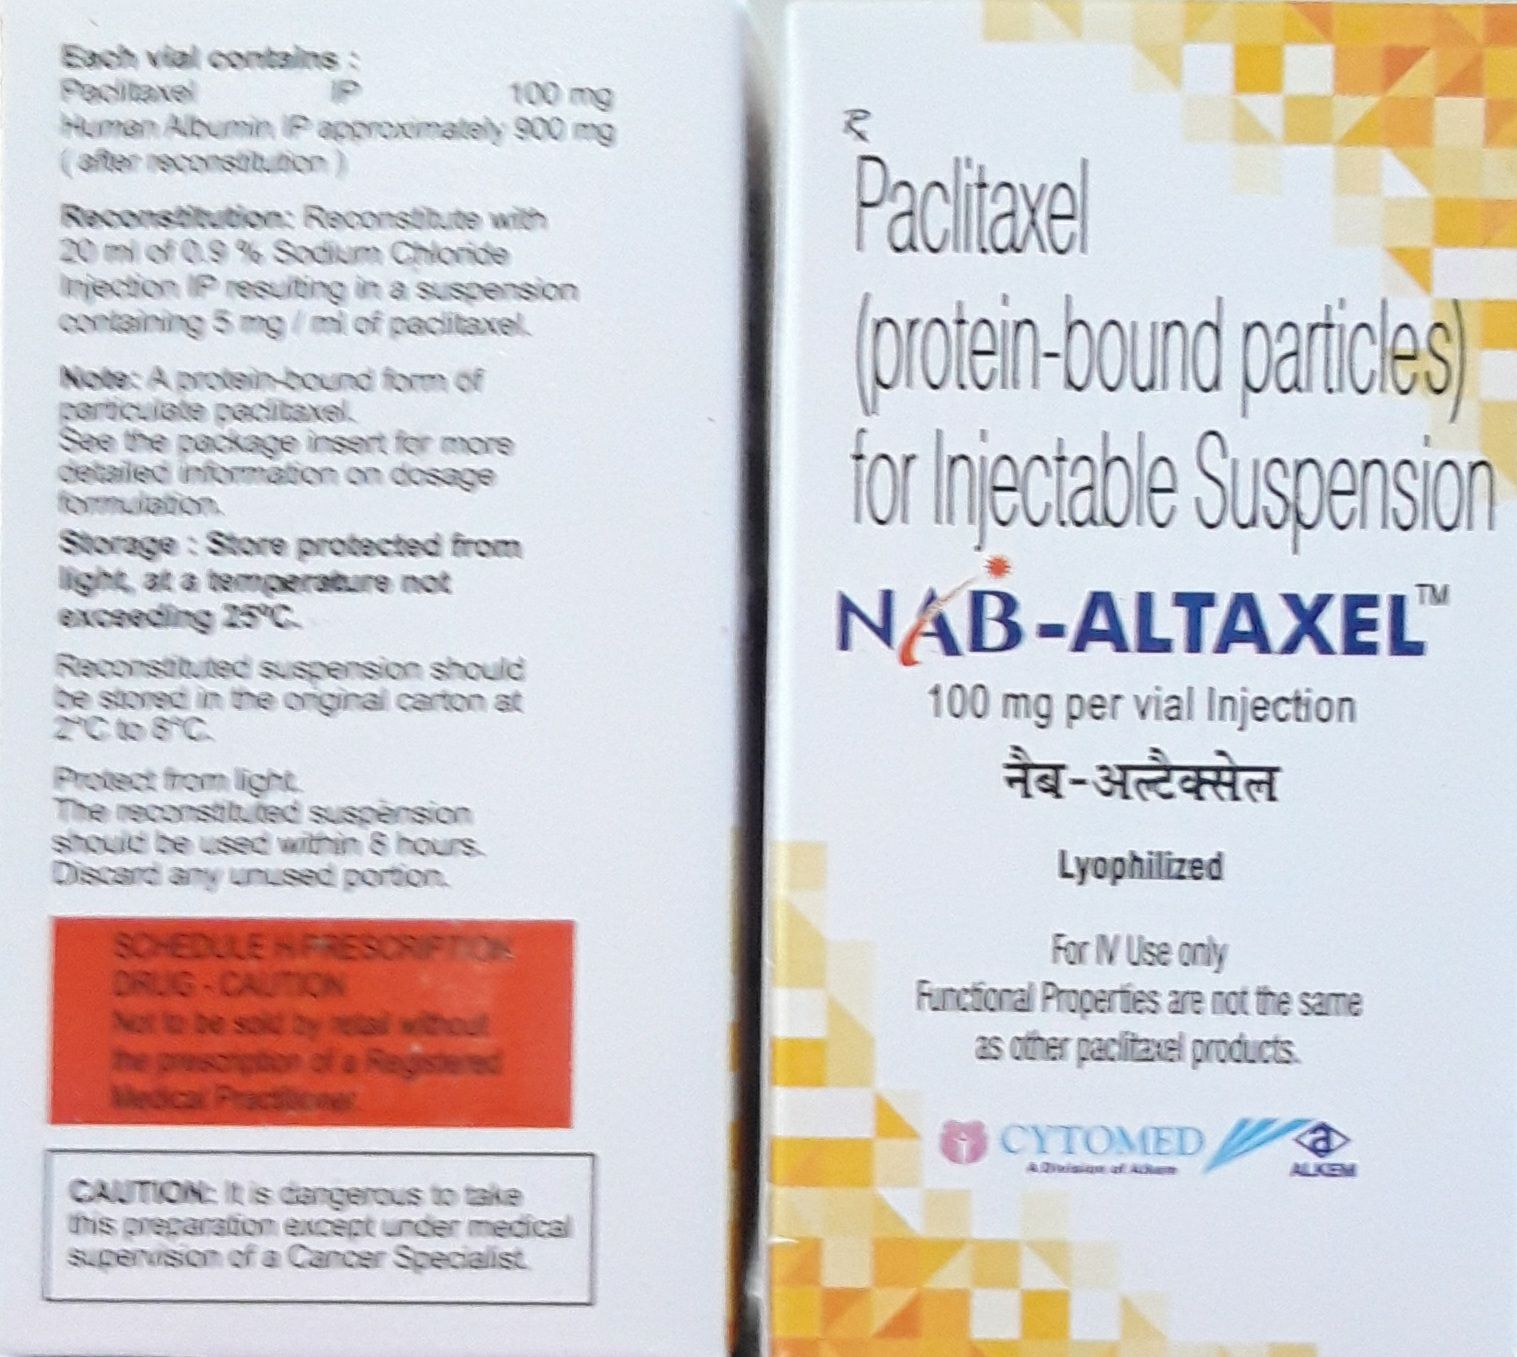 Each vial contains :
Paclitaxel IP 100 mg
Human Albumin IP approximately 900 mg
( after reconstitution )
Reconstitution: Reconstitute with
20 ml of 0.9 % Sodium Chloride
Injection IP resulting in a suspension
containing 5 mg / ml of paclitaxel.
Note: A protein-bound form of
particulate paclitaxel.
See the package insert for more
detailed information on dosage
formulation.
Storage : Store protected from
light, at a temperature not
exceeding 25°C.
Reconstituted suspension should
be stored in the original carton at
2°C to 8°C.
Protect from light.
The reconstituted suspension
should be used within 8 hours.
Discard any unused portion.
SCHEDULE H PRESCRIPTION
DRUG - CAUTION
Not to be sold by retail without
the prescription of a Registered
Medical Practitioner.
CAUTION: It is dangerous to take
this preparation except under medical
supervision of a Cancer Specialist.
Rx
Paclitaxel
(protein-bound particles)
for Injectable Suspension
NAB-ALTAXEL™
100 mg per vial Injection
नैब-अल्टैक्सेल
Lyophilized
For IV Use only
Functional Properties are not the same
as other paclitaxel products.
CYTOMED
A Division of Alkem
a
ALKEM